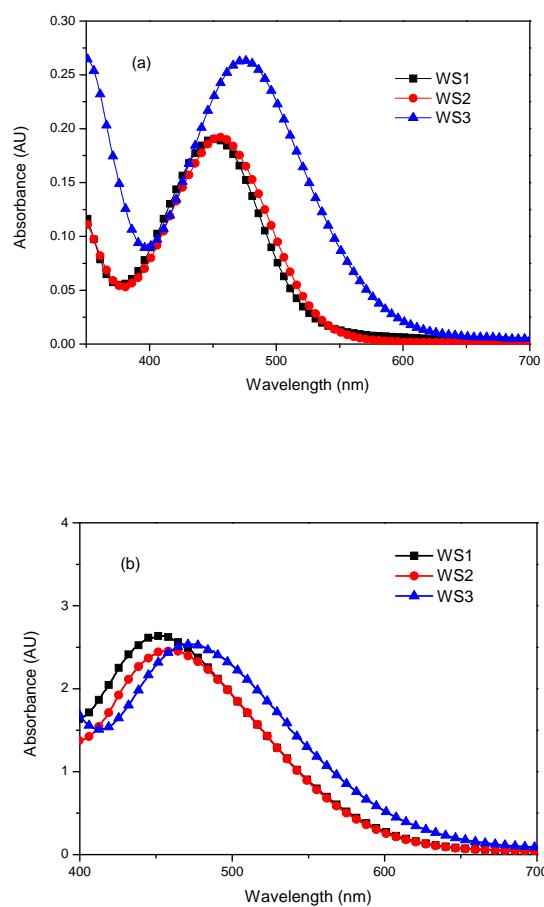 0.30
(a)
WS1
0.25
WS2
WS3
0.20
0.15
0.10
0.05
0.00
400 500 600 700
Absorbance (AU)
Wavelength (nm)
4
(b)
WS1
WS2
3
WS3
2
1
0
400 500 600 700
Absorbance (AU)
Wavelength (nm)